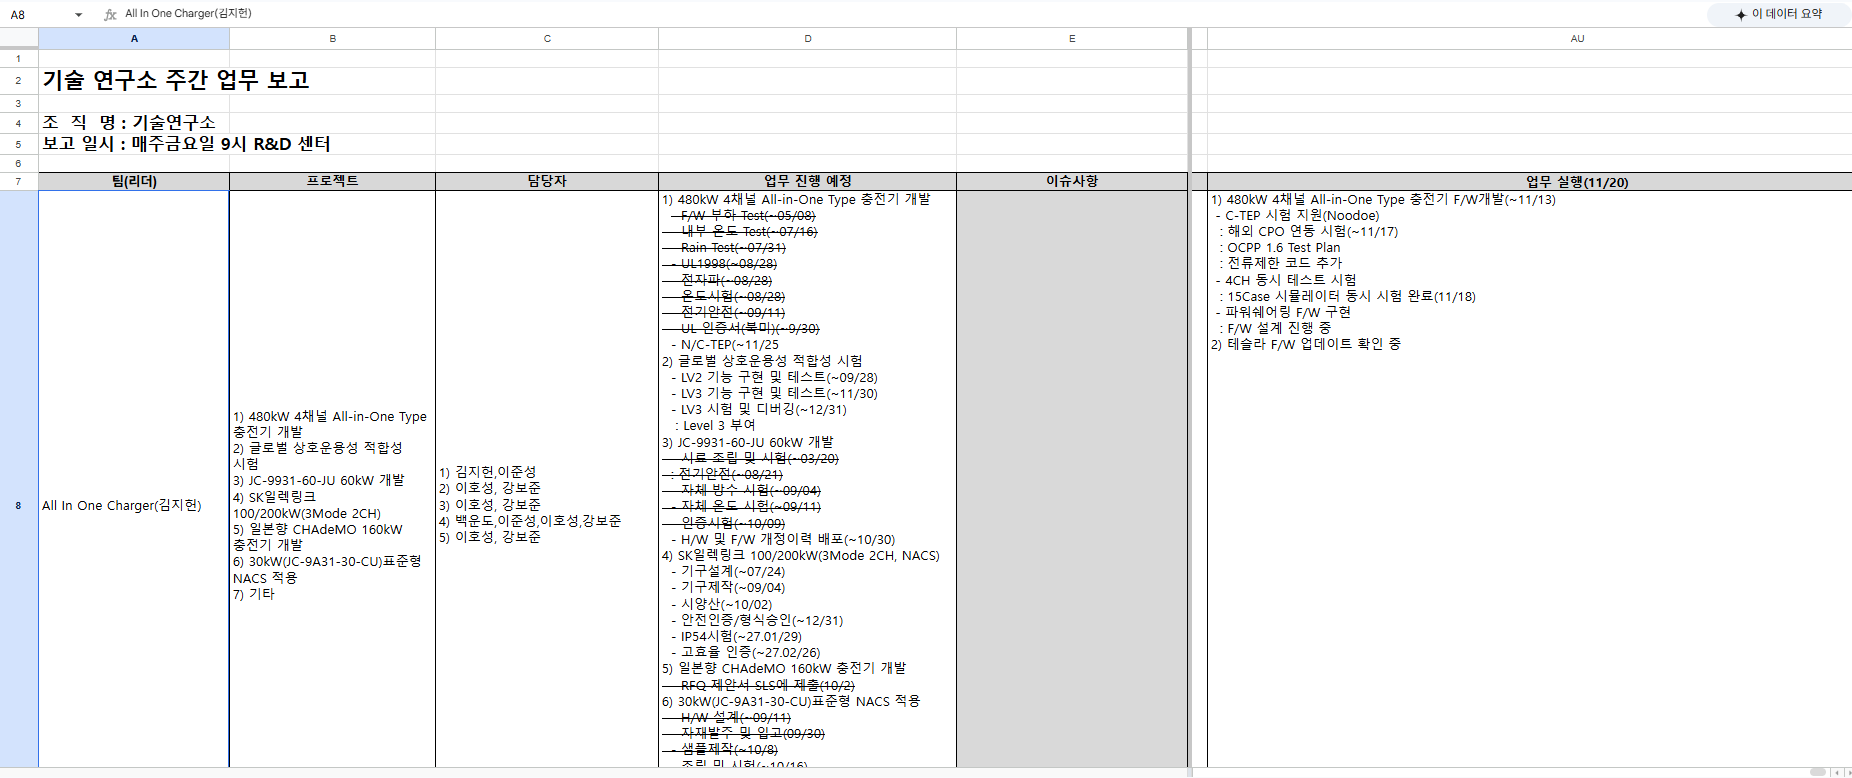 A8
fx All In One Charger(김지헌)
이 데이터 요약
A B C D E AU
1
2 기술 연구소 주간 업무 보고
3
4 조 직 명 : 기술연구소
5 보고 일시 : 매주금요일 9시 R&D 센터
6
7 팀(리더) 프로젝트 담당자 업무 진행 예정 이슈사항 업무 실행(11/20)
8
All In One Charger(김지헌)
1) 480kW 4채널 All-in-One Type
충전기 개발
2) 글로벌 상호운용성 적합성
시험
3) JC-9931-60-JU 60kW 개발
4) SK일렉링크
100/200kW(3Mode 2CH)
5) 일본향 CHAdeMO 160kW
충전기 개발
6) 30kW(JC-9A31-30-CU)표준형
NACS 적용
7) 기타
1) 김지헌,이준성
2) 이호성, 강보준
3) 이호성, 강보준
4) 백운도,이준성,이호성,강보준
5) 이호성, 강보준
1) 480kW 4채널 All-in-One Type 충전기 개발
- F/W 부하 Test(~05/08)
- 내부 온도 Test(~07/16)
- Rain Test(~07/31)
- UL1998(~08/28)
- 전자파(~08/28)
- 온도시험(~08/28)
- 전기안전(~09/11)
- UL 인증서(북미)(~9/30)
- N/C-TEP(~11/25
2) 글로벌 상호운용성 적합성 시험
- LV2 기능 구현 및 테스트(~09/28)
- LV3 기능 구현 및 테스트(~11/30)
- LV3 시험 및 디버깅(~12/31)
: Level 3 부여
3) JC-9931-60-JU 60kW 개발
- 시료 조립 및 시험(~03/20)
: 전기안전(~08/21)
- 자체 방수 시험(~09/04)
- 자체 온도 시험(~09/11)
- 인증시험(~10/09)
- H/W 및 F/W 개정이력 배포(~10/30)
4) SK일렉링크 100/200kW(3Mode 2CH, NACS)
- 기구설계(~07/24)
- 기구제작(~09/04)
- 시양산(~10/02)
- 안전인증/형식승인(~12/31)
- IP54시험(~27.01/29)
- 고효율 인증(~27.02/26)
5) 일본향 CHAdeMO 160kW 충전기 개발
- RFQ 제안서 SLS에 제출(10/2)
6) 30kW(JC-9A31-30-CU)표준형 NACS 적용
- H/W 설계(~09/11)
- 자재발주 및 입고(09/30)
- 샘플제작(~10/8)
- 조립 및 시험(~10/16)
1) 480kW 4채널 All-in-One Type 충전기 F/W개발(~11/13)
- C-TEP 시험 지원(Noodoe)
: 해외 CPO 연동 시험(~11/17)
: OCPP 1.6 Test Plan
: 전류제한 코드 추가
- 4CH 동시 테스트 시험
: 15Case 시뮬레이터 동시 시험 완료(11/18)
- 파워쉐어링 F/W 구현
: F/W 설계 진행 중
2) 테슬라 F/W 업데이트 확인 중